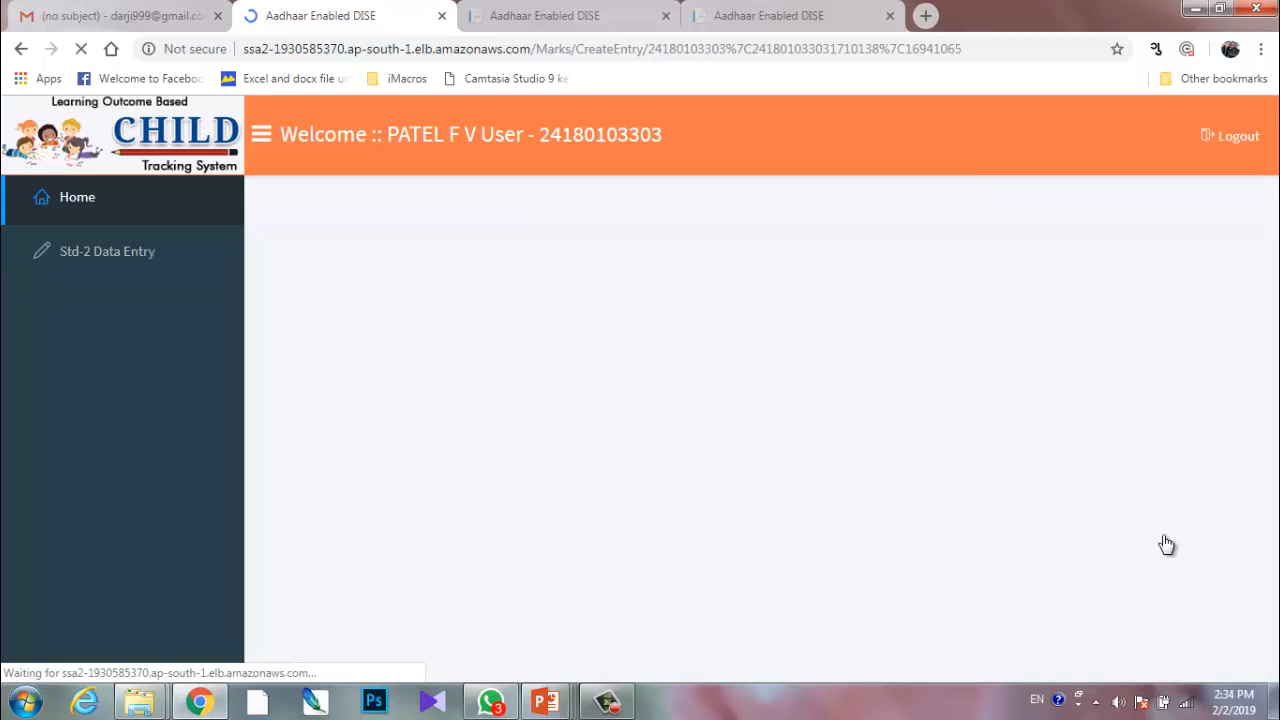 (no subject) - darji999@gmail.co
Aadhaar Enabled DISE
Aadhaar Enabled DISE
Aadhaar Enabled DISE
Not secure
ssa2-1930585370.ap-south-1.elb.amazonaws.com/Marks/CreateEntry/24180103303%7C241801033031710138%7C16941065
Apps
Welcome to Faceboo
Excel and docx file u
iMacros
Camtasia Studio 9 ke
Other bookmarks
Learning Outcome Based
CHILD
Tracking System
Welcome :: PATEL F V User - 24180103303
Logout
Home
Std-2 Data Entry
Waiting for ssa2-1930585370.ap-south-1.elb.amazonaws.com...
Ps
3
EN
2:34 PM
2/2/2019